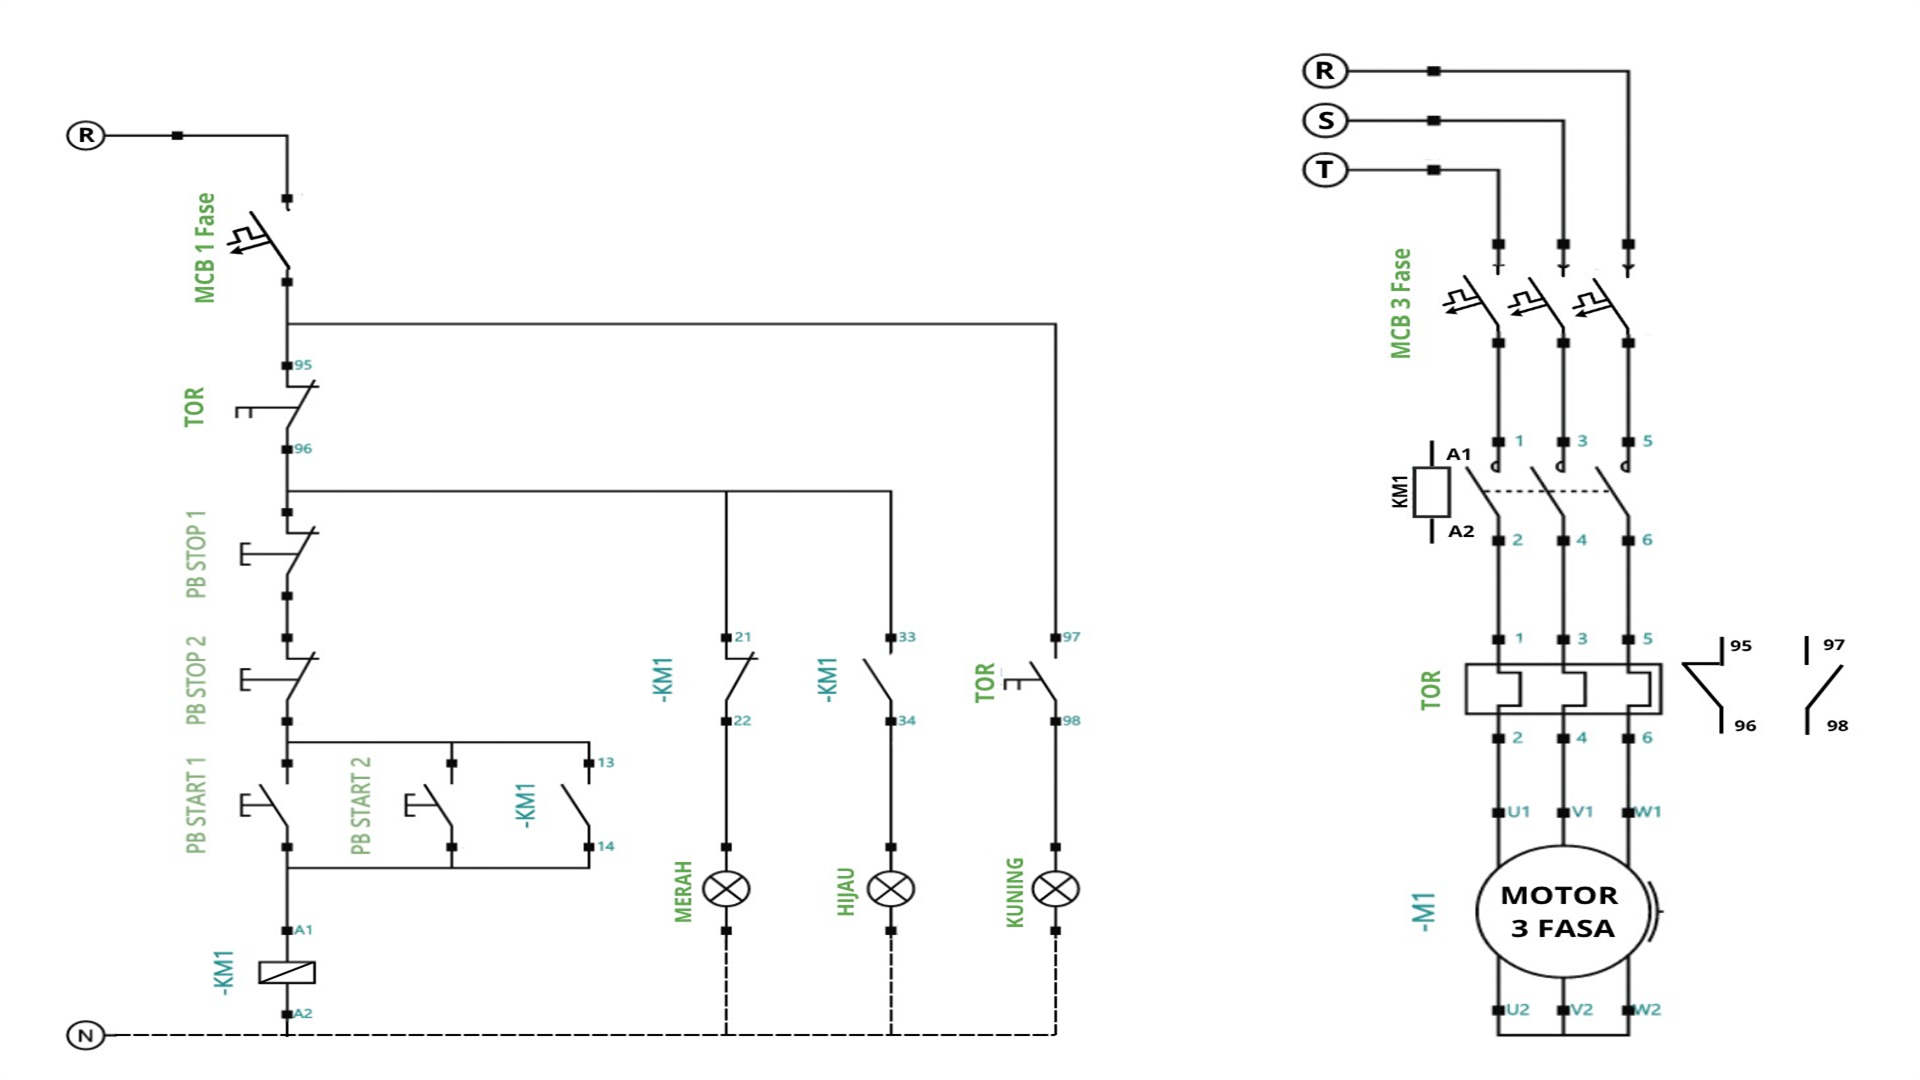 R
MCB 1 Fase
95
TOR
96
PB STOP 1
PB STOP 2
PB START 1
PB START 2
-KM1
13
14
A1
-KM1
A2
N
21
-KM1
22
MERAH
33
-KM1
34
HIJAU
97
TOR
98
KUNING
R
S
T
MCB 3 Fase
1 3 5
A1
KM1
A2
2 4 6
1 3 5
TOR
95 97
96 98
2 4 6
U1 V1 W1
-M1
MOTOR
3 FASA
U2 V2 W2